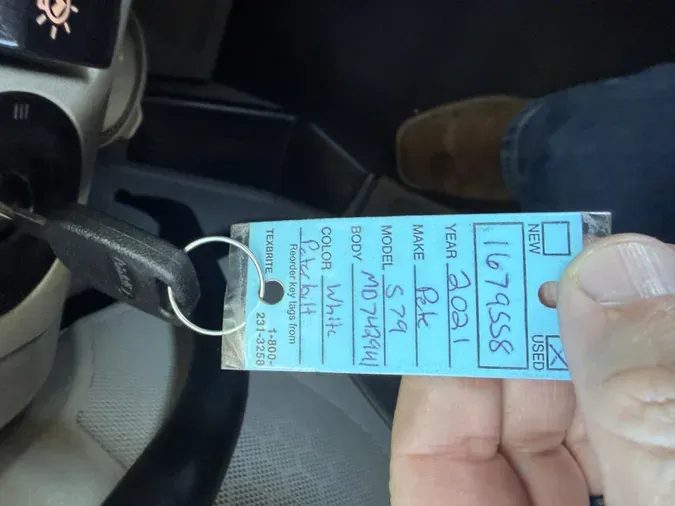 NEW
USED
1679558
YEAR 2021
MAKE Pete
MODEL 579
BODY MD742941
COLOR White
Peterbilt
Reorder key tags from
TEXBRITE 1-800-231-3258